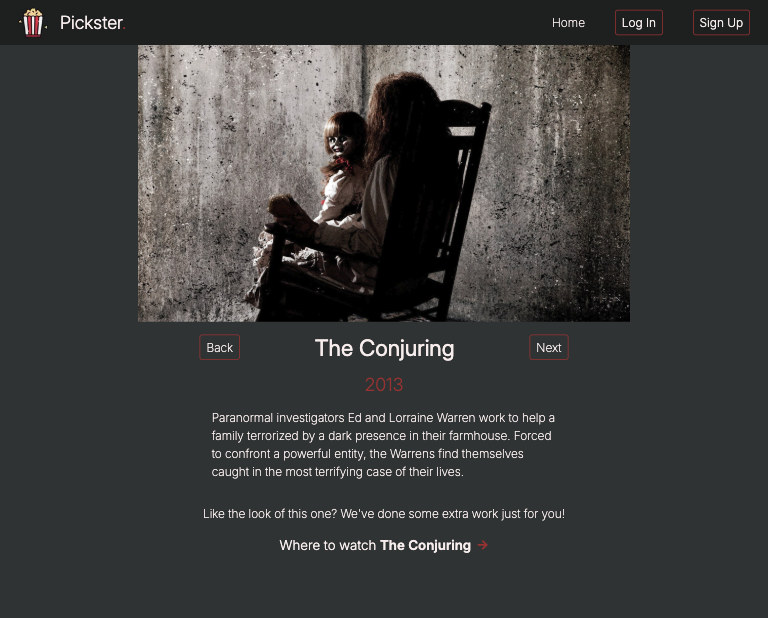 Pickster.
Home
Log In
Sign Up
Back
The Conjuring
Next
2013
Paranormal investigators Ed and Lorraine Warren work to help a
family terrorized by a dark presence in their farmhouse. Forced
to confront a powerful entity, the Warrens find themselves
caught in the most terrifying case of their lives.
Like the look of this one? We've done some extra work just for you!
Where to watch The Conjuring →